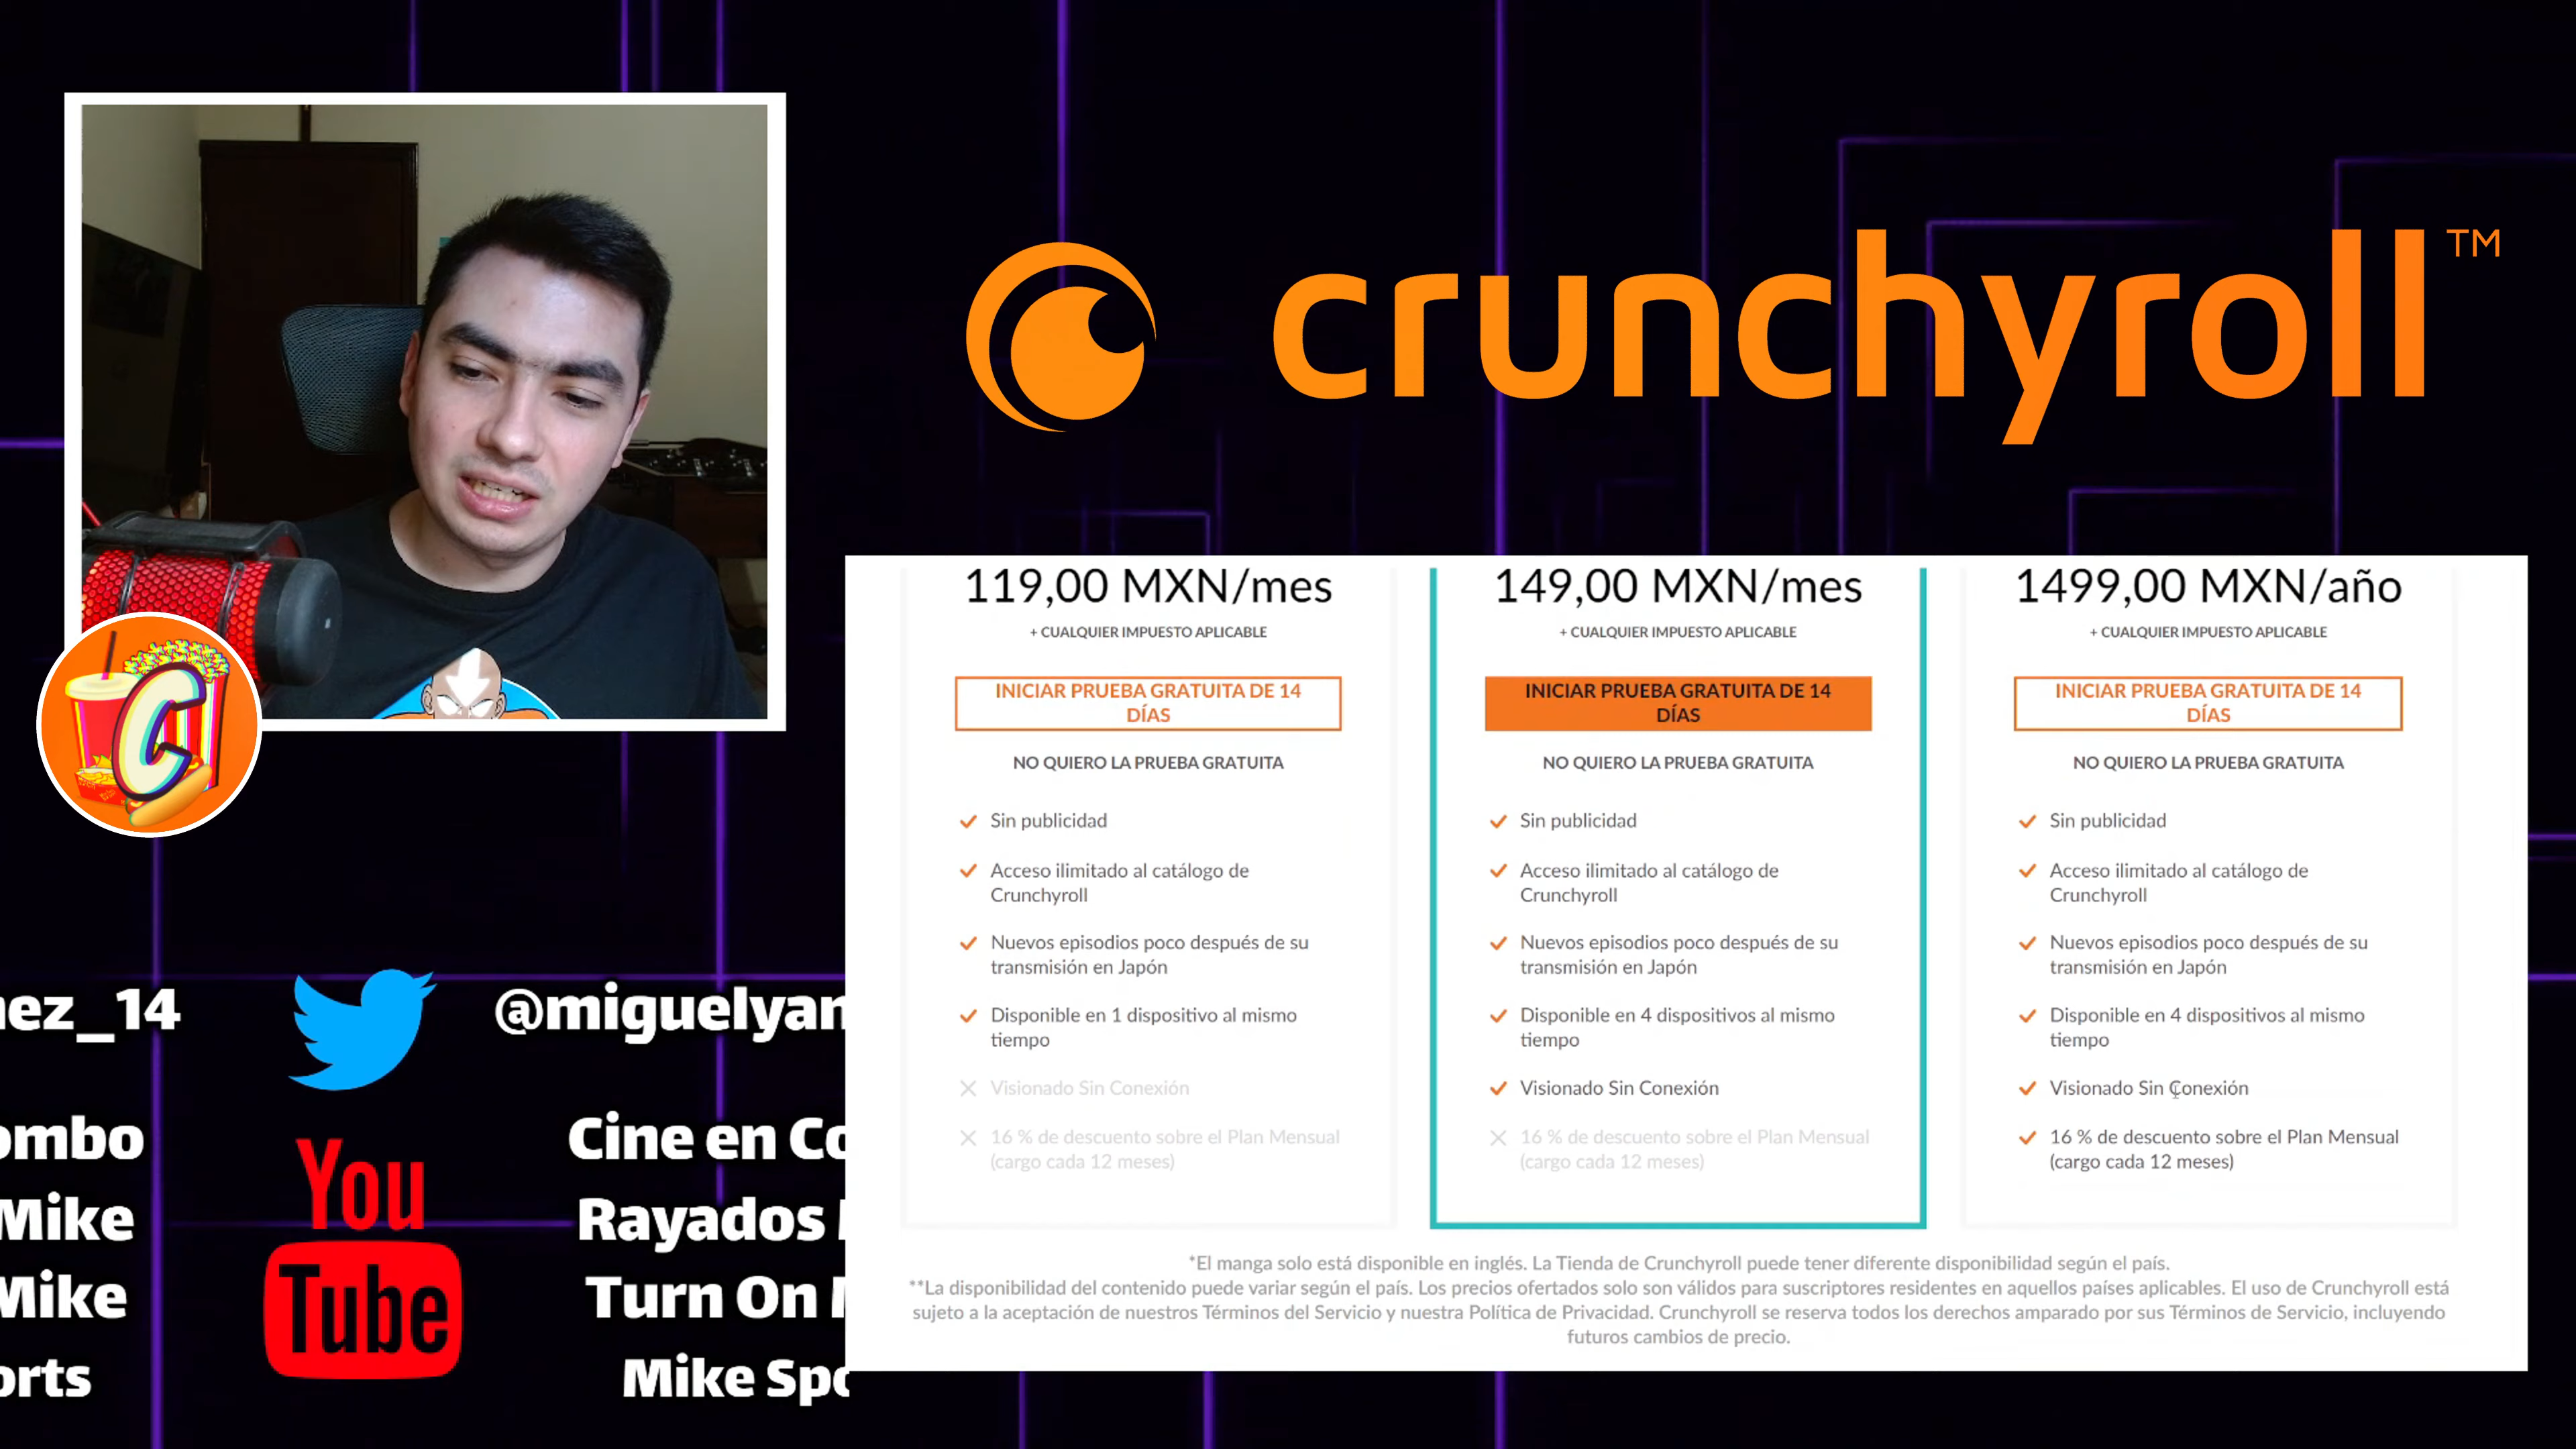 crunchyroll™
C
119,00 MXN/mes
+ CUALQUIER IMPUESTO APLICABLE
INICIAR PRUEBA GRATUITA DE 14
DÍAS
NO QUIERO LA PRUEBA GRATUITA
Sin publicidad
Acceso ilimitado al catálogo de
Crunchyroll
Nuevos episodios poco después de su
transmisión en Japón
Disponible en 1 dispositivo al mismo
tiempo
Visionado Sin Conexión
16 % de descuento sobre el Plan Mensual
(cargo cada 12 meses)
149,00 MXN/mes
+ CUALQUIER IMPUESTO APLICABLE
INICIAR PRUEBA GRATUITA DE 14
DÍAS
NO QUIERO LA PRUEBA GRATUITA
Sin publicidad
Acceso ilimitado al catálogo de
Crunchyroll
Nuevos episodios poco después de su
transmisión en Japón
Disponible en 4 dispositivos al mismo
tiempo
Visionado Sin Conexión
16 % de descuento sobre el Plan Mensual
(cargo cada 12 meses)
1499,00 MXN/año
+ CUALQUIER IMPUESTO APLICABLE
INICIAR PRUEBA GRATUITA DE 14
DÍAS
NO QUIERO LA PRUEBA GRATUITA
Sin publicidad
Acceso ilimitado al catálogo de
Crunchyroll
Nuevos episodios poco después de su
transmisión en Japón
Disponible en 4 dispositivos al mismo
tiempo
Visionado Sin Conexión
16 % de descuento sobre el Plan Mensual
(cargo cada 12 meses)
*El manga solo está disponible en inglés. La Tienda de Crunchyroll puede tener diferente disponibilidad según el país.
**La disponibilidad del contenido puede variar según el país. Los precios ofertados solo son válidos para suscriptores residentes en aquellos países aplicables. El uso de Crunchyroll está
sujeto a la aceptación de nuestros Términos del Servicio y nuestra Política de Privacidad. Crunchyroll se reserva todos los derechos amparado por sus Términos de Servicio, incluyendo
futuros cambios de precio.
ez_14
@miguelyan
ombo
Mike
Mike
orts
You
Tube
Cine en Co
Rayados
Turn On
Mike Spo